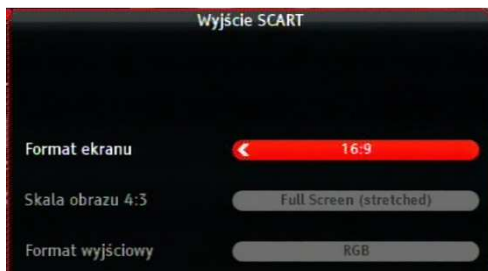 Wyjście SCART
Format ekranu 16:9
Skala obrazu 4:3 Full Screen (stretched)
Format wyjściowy RGB